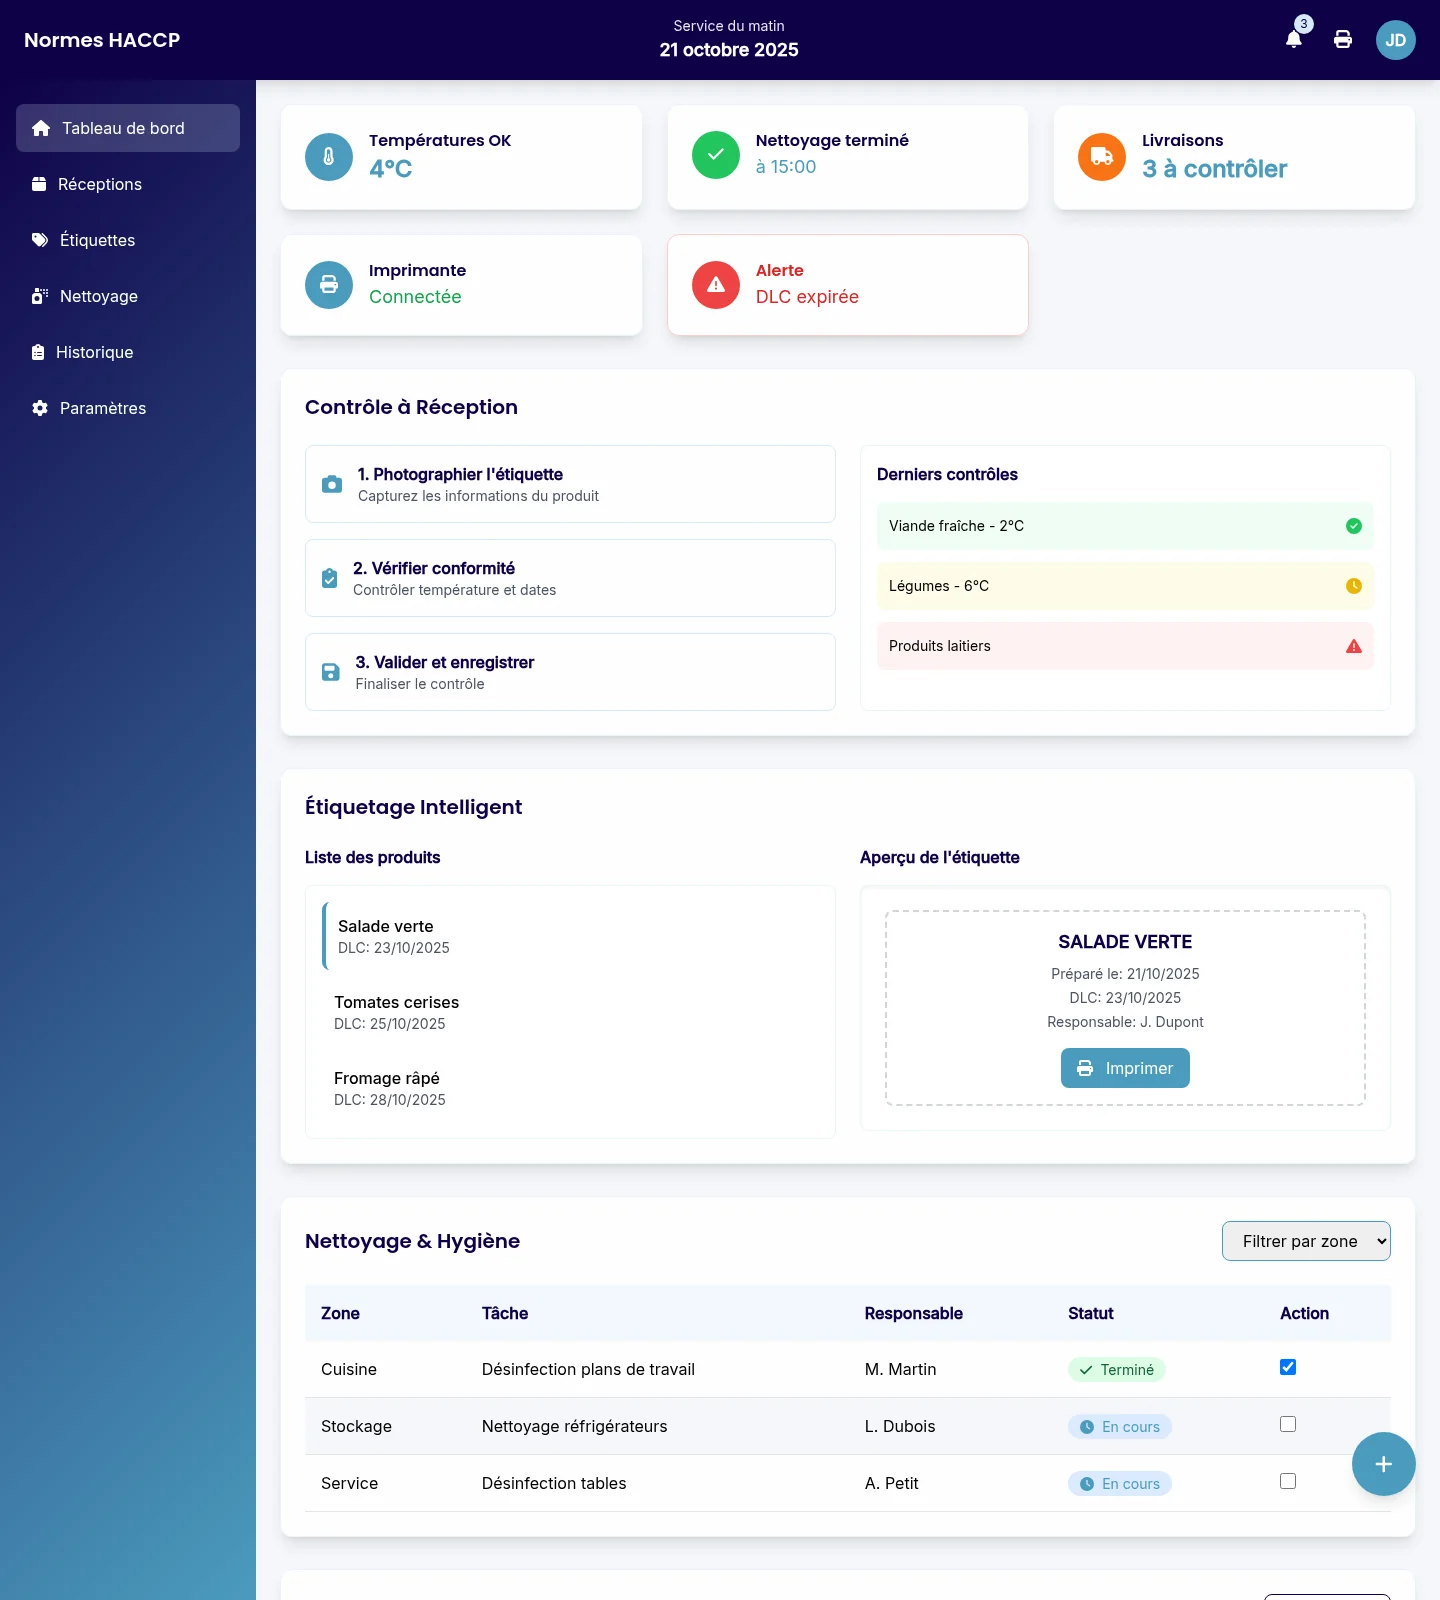 Normes HACCP
Service du matin
21 octobre 2025
3
JD
Tableau de bord
Réceptions
Étiquettes
Nettoyage
Historique
Paramètres
Températures OK
4°C
Nettoyage terminé
à 15:00
Livraisons
3 à contrôler
Imprimante
Connectée
Alerte
DLC expirée
Contrôle à Réception
1. Photographier l'étiquette
Capturez les informations du produit
2. Vérifier conformité
Contrôler température et dates
3. Valider et enregistrer
Finaliser le contrôle
Derniers contrôles
Viande fraîche - 2°C
Légumes - 6°C
Produits laitiers
Étiquetage Intelligent
Liste des produits
Salade verte
DLC: 23/10/2025
Tomates cerises
DLC: 25/10/2025
Fromage râpé
DLC: 28/10/2025
Aperçu de l'étiquette
SALADE VERTE
Préparé le: 21/10/2025
DLC: 23/10/2025
Responsable: J. Dupont
Imprimer
Nettoyage & Hygiène
Filtrer par zone
Zone Tâche Responsable Statut Action
Cuisine Désinfection plans de travail M. Martin Terminé
Stockage Nettoyage réfrigérateurs L. Dubois En cours
Service Désinfection tables A. Petit En cours